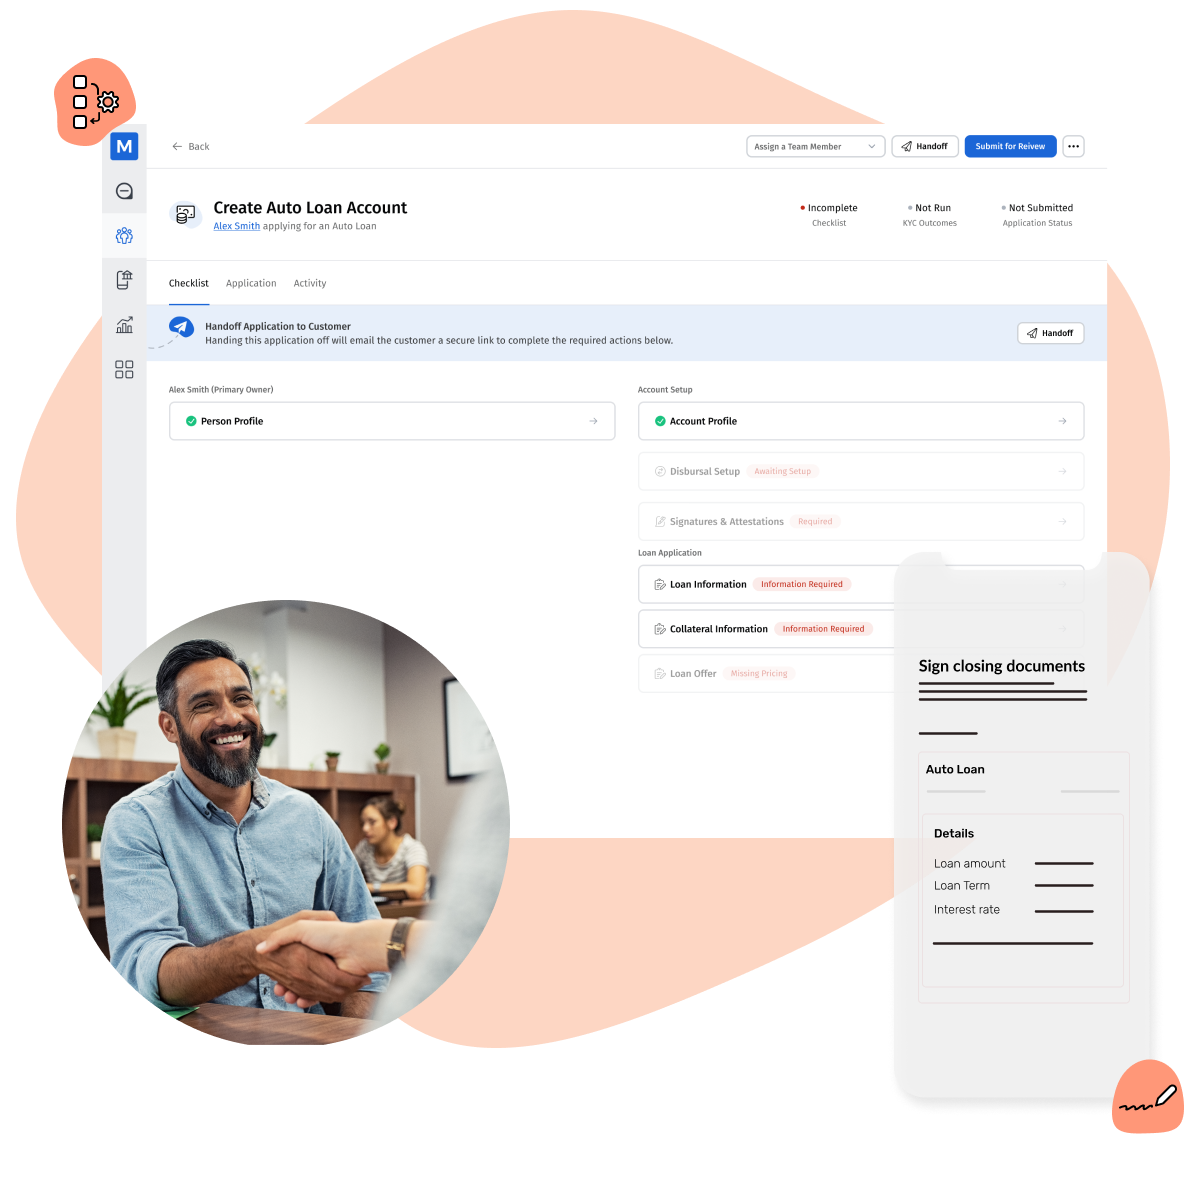 M
Back
Assign a Team Member
Handoff
Submit for Reivew
Create Auto Loan Account
Alex Smith applying for an Auto Loan
Incomplete
Checklist
Not Run
KYC Outcomes
Not Submitted
Application Status
Checklist
Application
Activity
Handoff Application to Customer
Handing this application off will email the customer a secure link to complete the required actions below.
Handoff
Alex Smith (Primary Owner)
Person Profile
Account Setup
Account Profile
Disbursal Setup
Awaiting Setup
Signatures & Attestations
Required
Loan Application
Loan Information
Information Required
Collateral Information
Information Required
Loan Offer
Missing Pricing
Sign closing documents
Auto Loan
Details
Loan amount
Loan Term
Interest rate